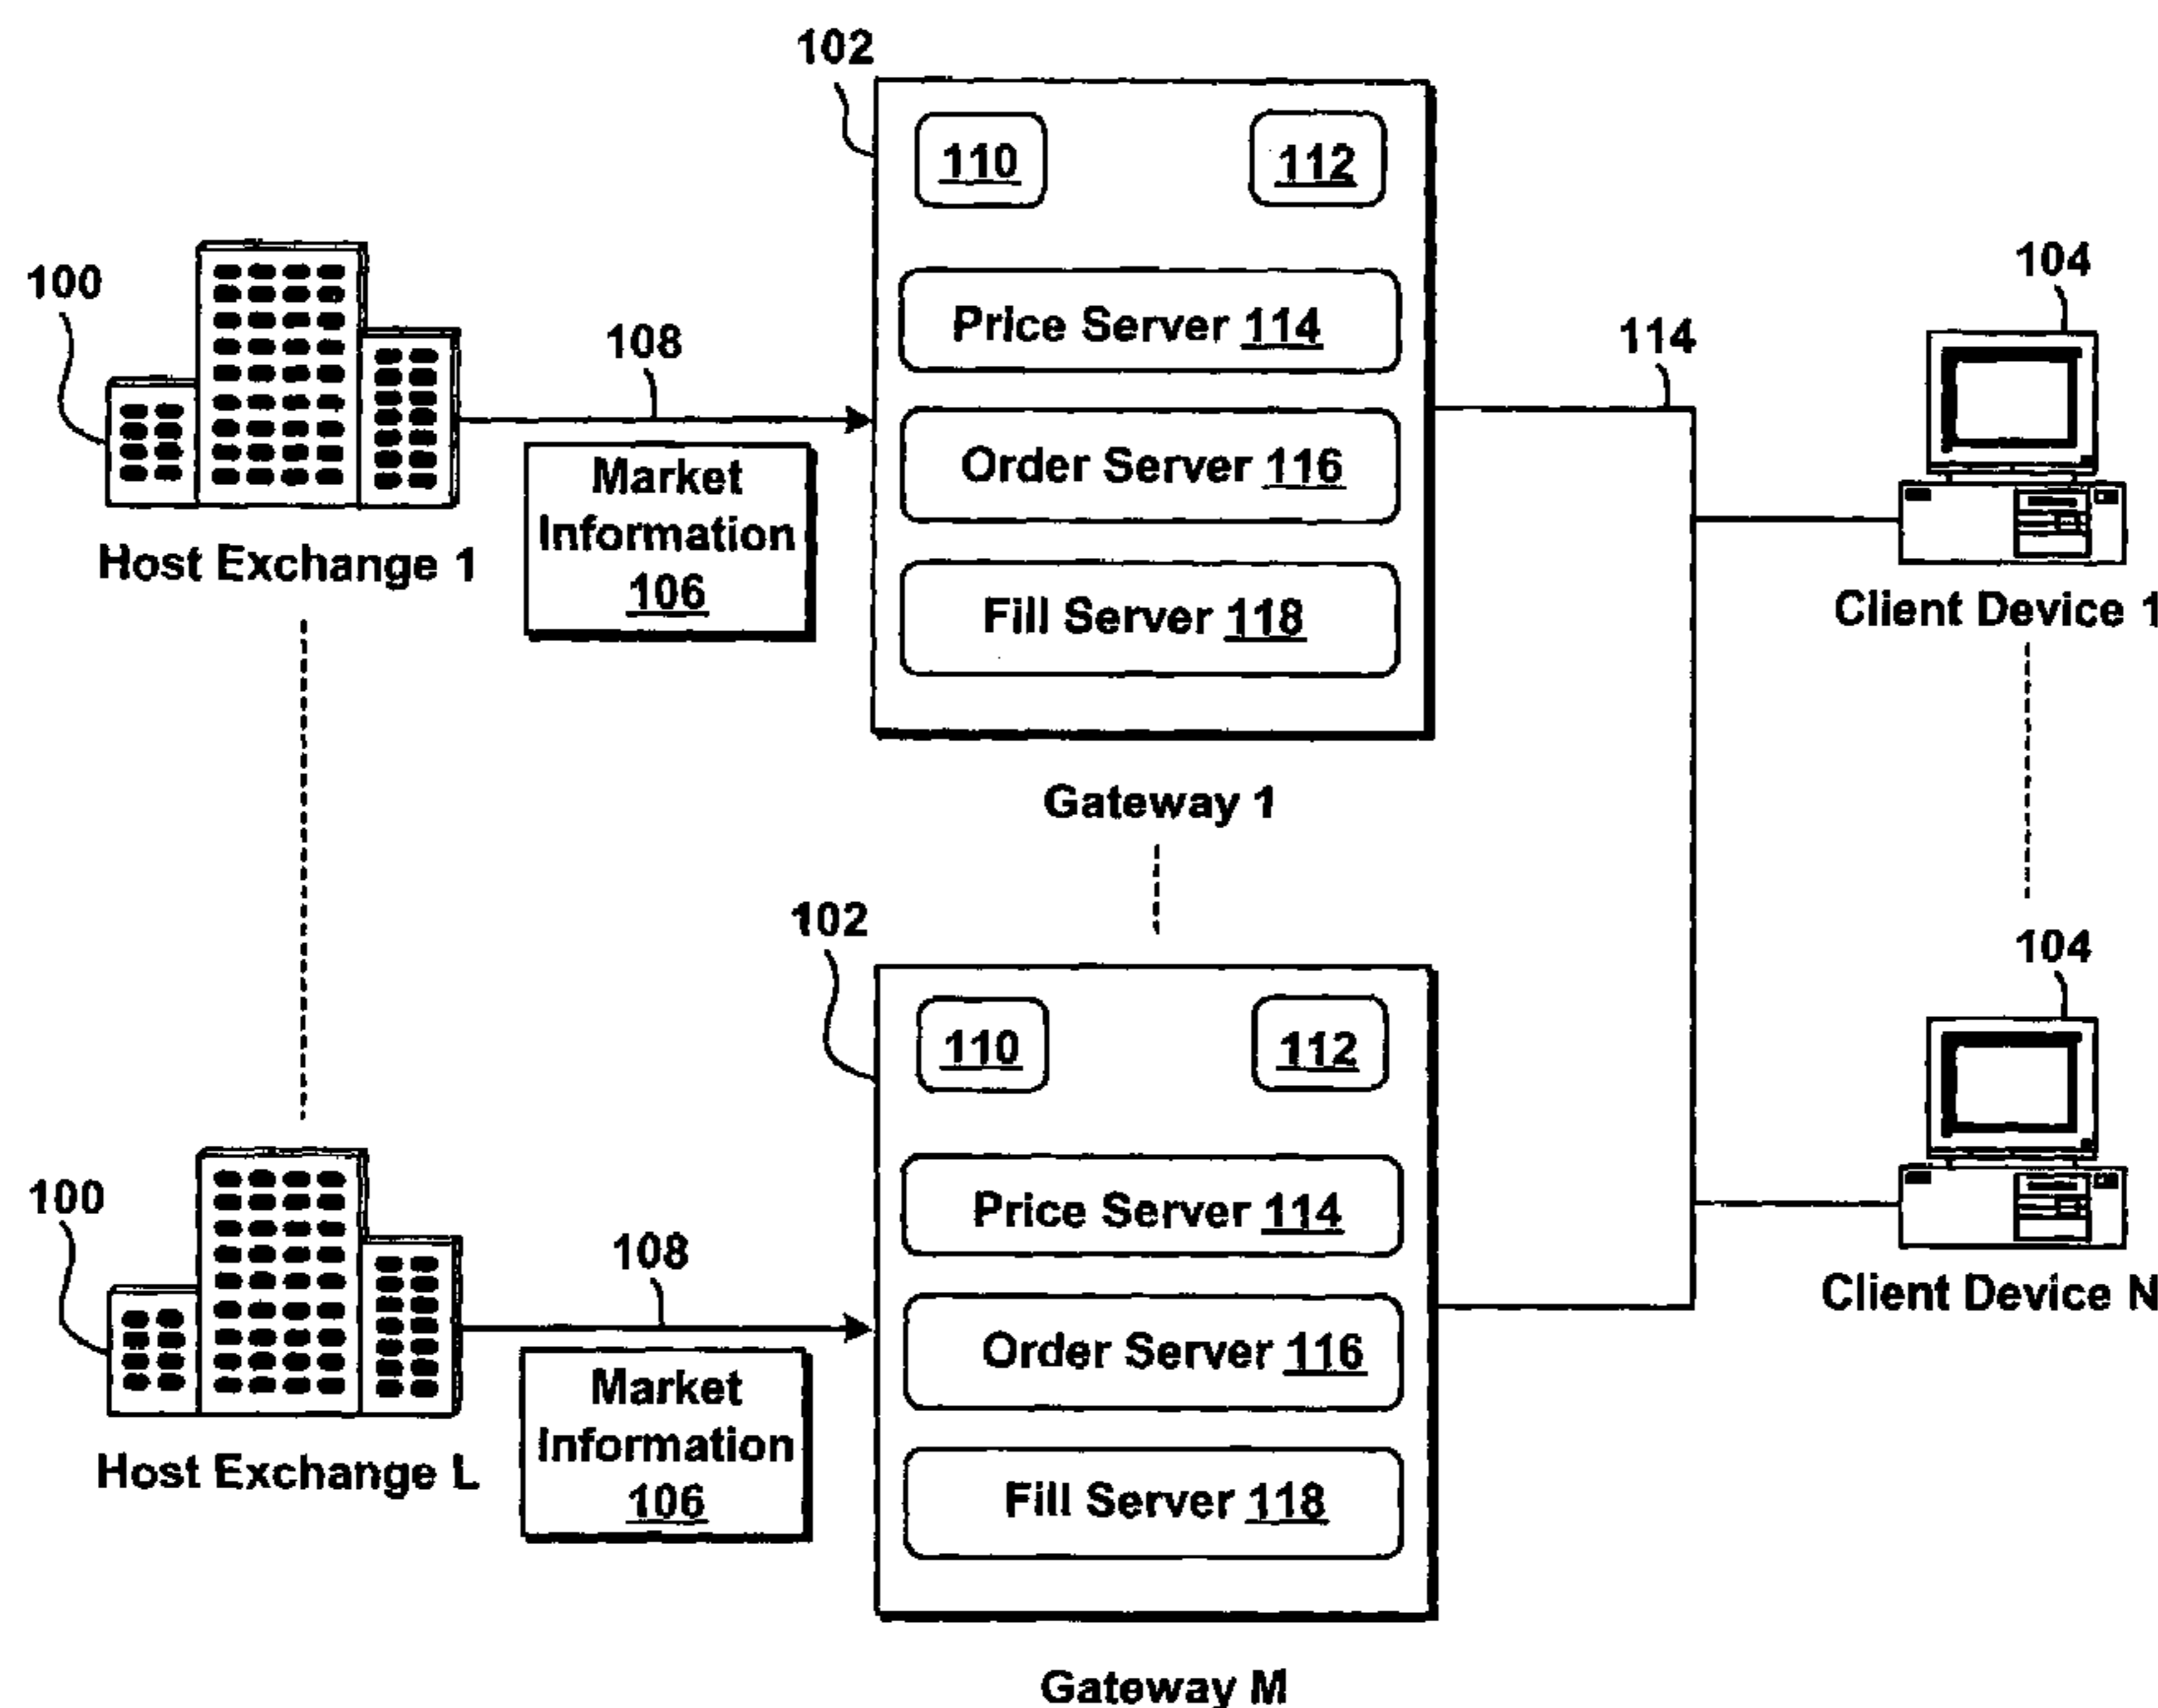 102
110
112
100
104
Price Server 114
108
114
Order Server 116
Market
Information
106
Host Exchange 1
Fill Server 118
Client Device 1
Gateway 1
102
104
110
112
100
Price Server 114
108
Client Device N
Order Server 116
Market
Information
106
Host Exchange L
Fill Server 118
Gateway M